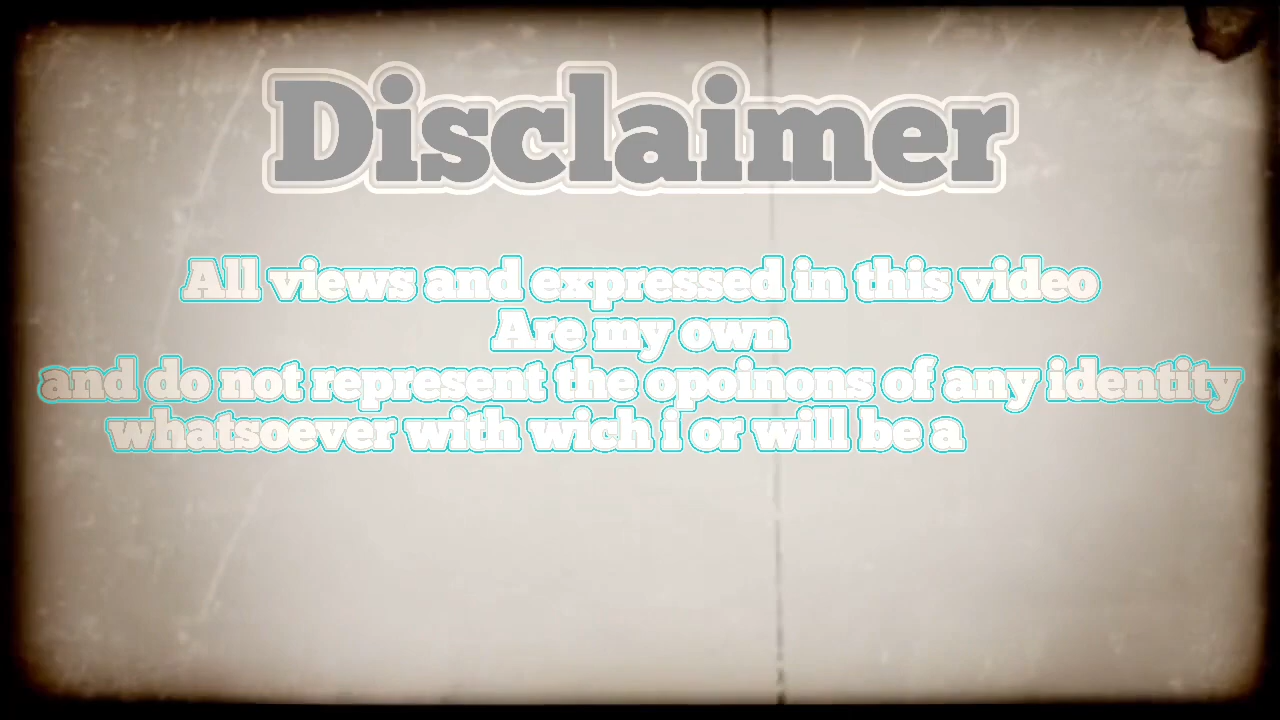 Disclaimer
All views and expressed in this video
Are my own
and do not represent the opoinons of any identity
whatsoever with wich i or will be a